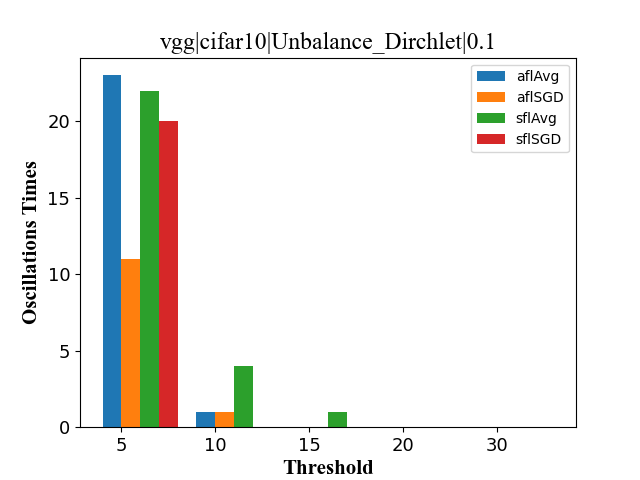 vgg|cifar10|Unbalance_Dirchlet|0.1
aflAvg
aflSGD
sflAvg
sflSGD
Oscillations Times
20
15
10
5
0
5 10 15 20 30
Threshold